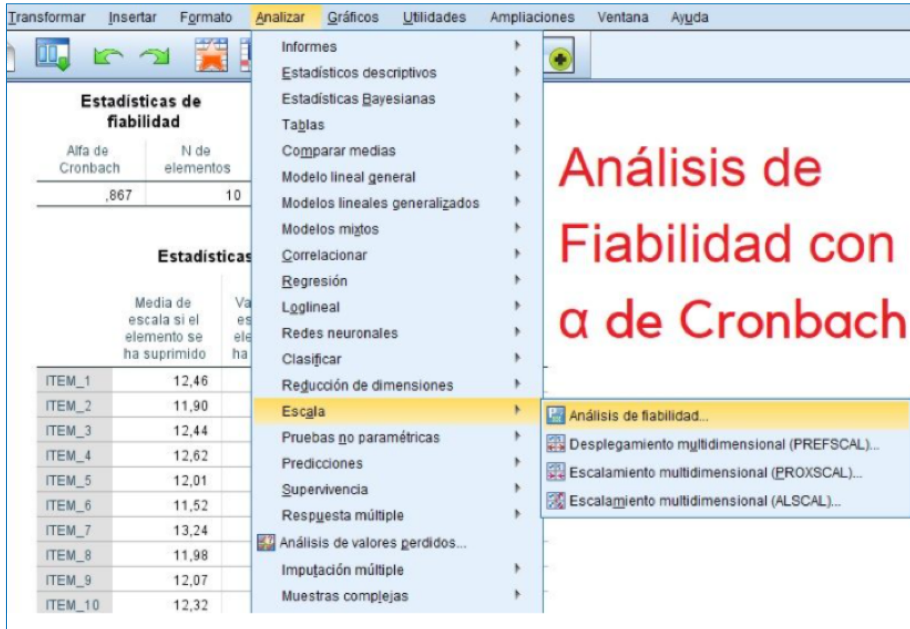 Transformar Insertar Formato Analizar Gráficos Utilidades Ampliaciones Ventana Ayuda
Estadísticas de
fiabilidad
Alfa de
Cronbach
N de
elementos
,867 10
Estadísticas
Media de
escala si el
elemento se
ha suprimido
Va
es
ele
ha
ITEM_1 12,46
ITEM_2 11,90
ITEM_3 12,44
ITEM_4 12,62
ITEM_5 12,01
ITEM_6 11,52
ITEM_7 13,24
ITEM_8 11,98
ITEM_9 12,07
ITEM_10 12,32
Informes
Estadísticos descriptivos
Estadísticas Bayesianas
Tablas
Comparar medias
Modelo lineal general
Modelos lineales generalizados
Modelos mixtos
Correlacionar
Regresión
Loglineal
Redes neuronales
Clasificar
Reducción de dimensiones
Escala
Pruebas no paramétricas
Predicciones
Supervivencia
Respuesta múltiple
Análisis de valores perdidos...
Imputación múltiple
Muestras complejas
Análisis de fiabilidad...
Desplegamiento multidimensional (PREFSCAL)...
Escalamiento multidimensional (PROXSCAL)...
Escalamiento multidimensional (ALSCAL)...
Análisis de
Fiabilidad con
α de Cronbach